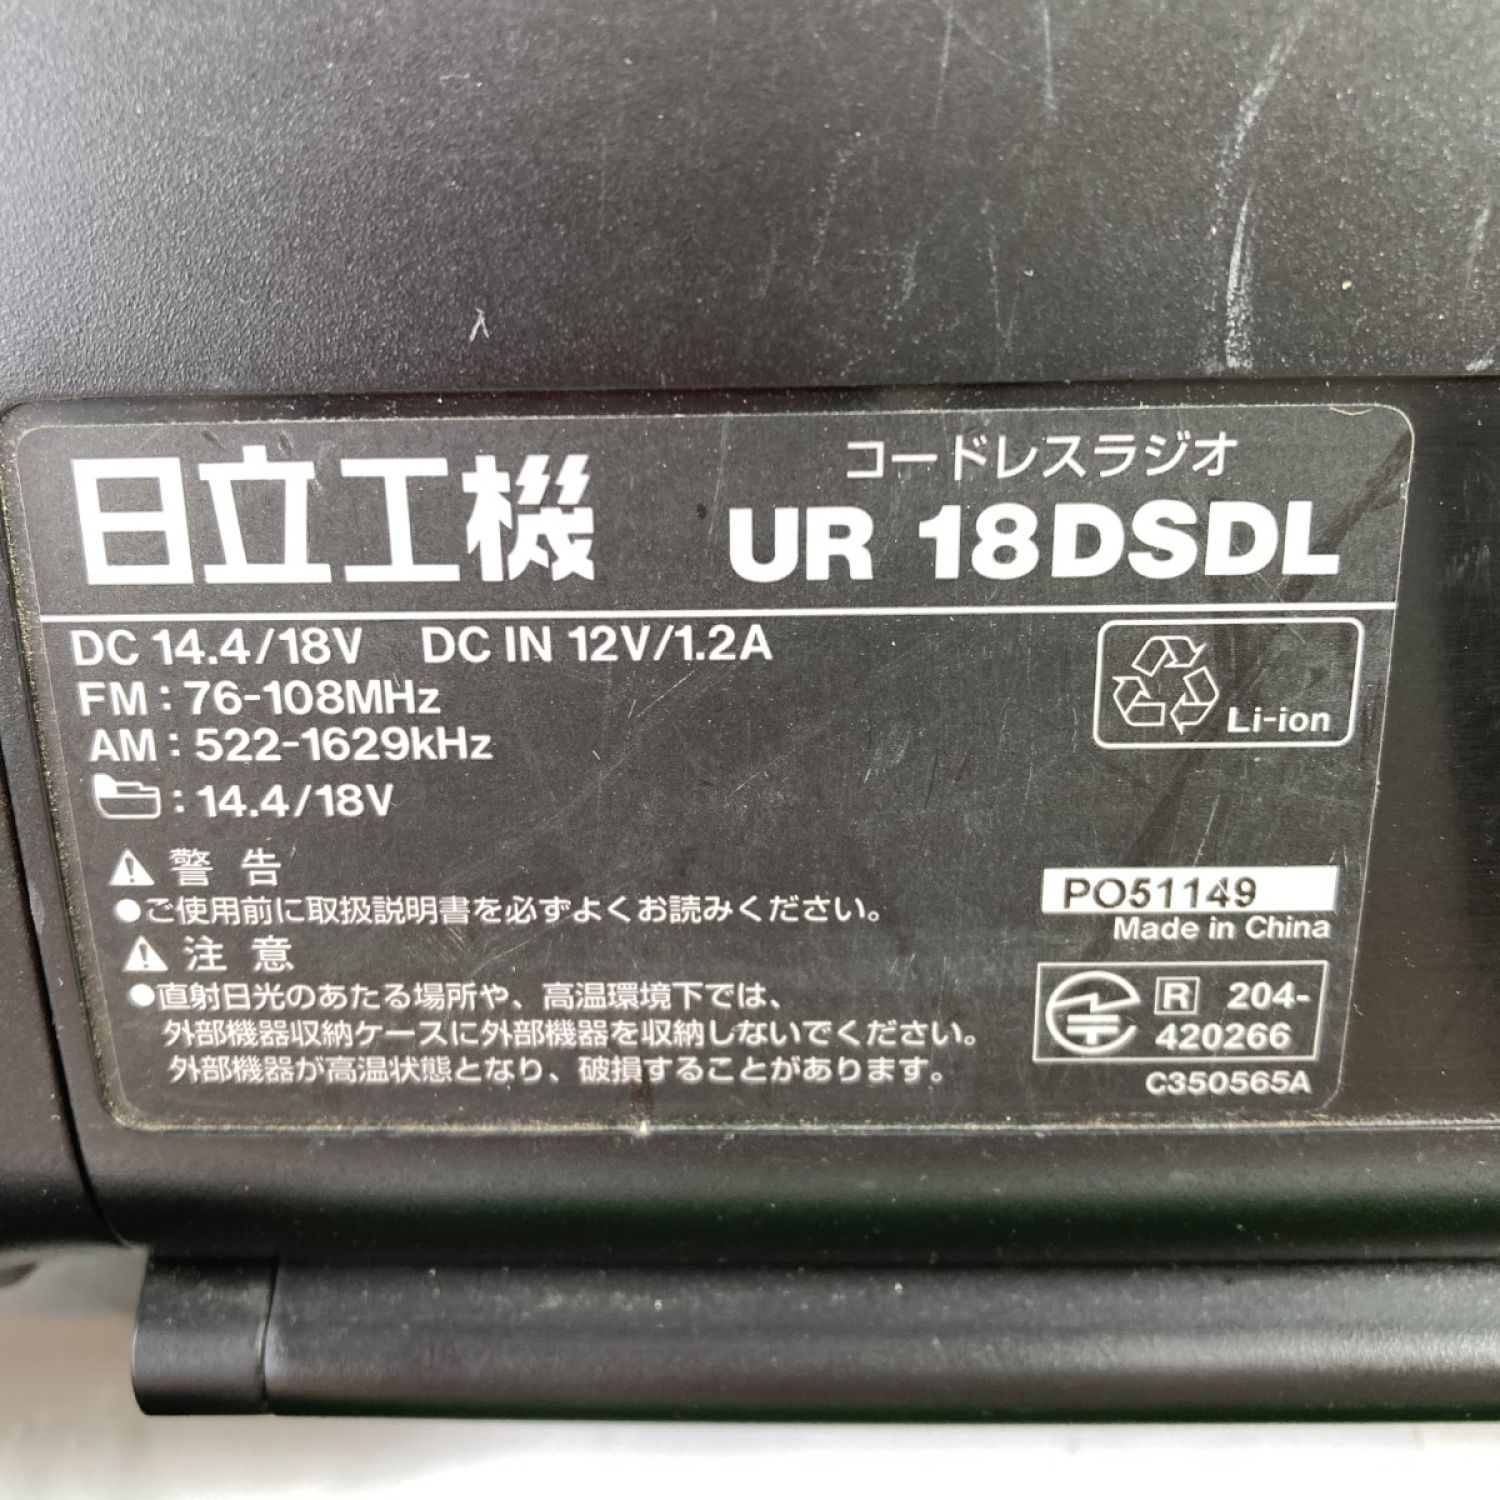 日立工機
コードレスラジオ
UR 18DSDL
DC 14.4/18V DC IN 12V/1.2A
FM : 76-108MHz
AM : 522-1629kHz
: 14.4/18V
Li-ion
警告
●ご使用前に取扱説明書を必ずよくお読みください。
注意
●直射日光のあたる場所や、高温環境下では、
外部機器収納ケースに外部機器を収納しないでください。
外部機器が高温状態となり、破損することがあります。
PO51149
Made in China
R 204-
420266
C350565A